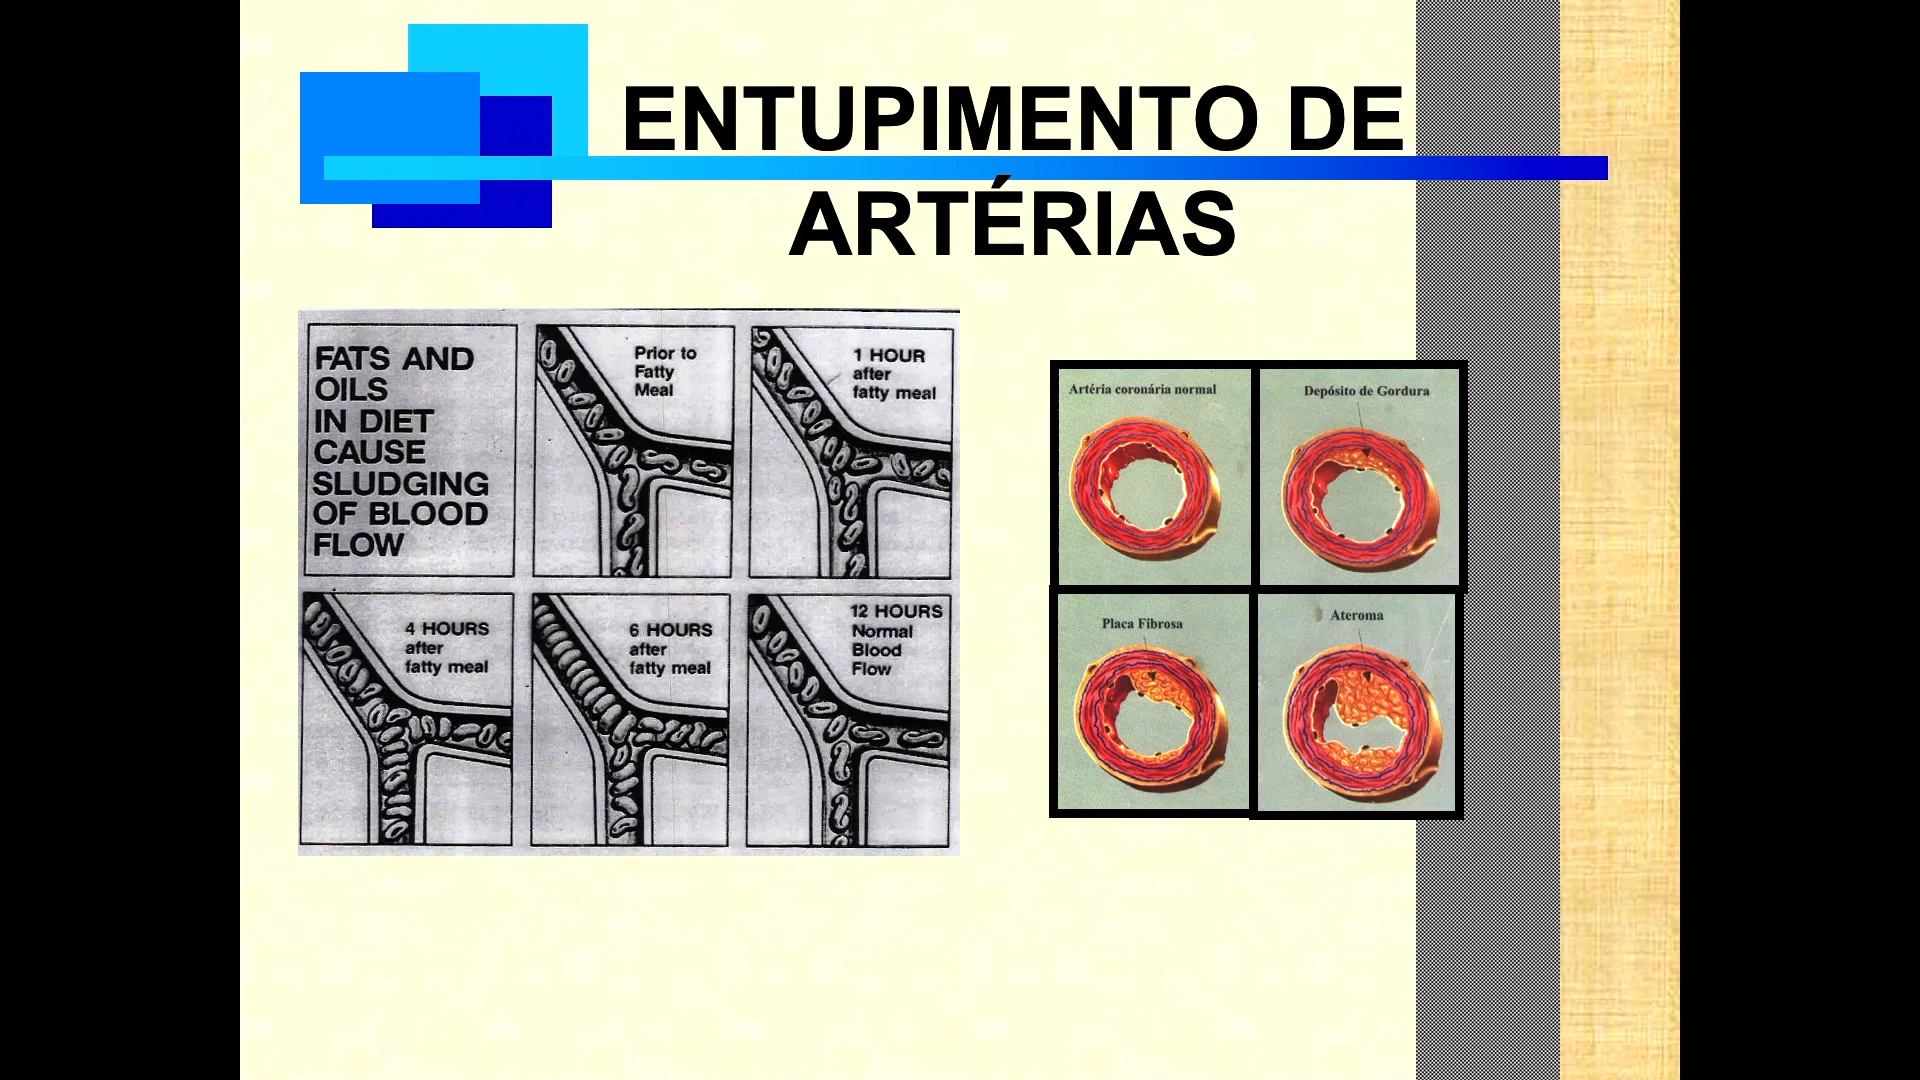 ENTUPIMENTO DE
ARTÉRIAS
FATS AND
OILS
IN DIET
CAUSE
SLUDGING
OF BLOOD
FLOW
Prior to
Fatty
Meal
1 HOUR
after
fatty meal
4 HOURS
after
fatty meal
6 HOURS
after
fatty meal
12 HOURS
Normal
Blood
Flow
Artéria coronária normal
Depósito de Gordura
Placa Fibrosa
Ateroma